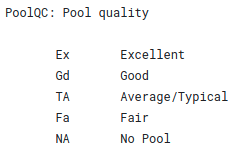 PoolQC: Pool quality
Ex Excellent
Gd Good
TA Average/Typical
Fa Fair
NA No Pool